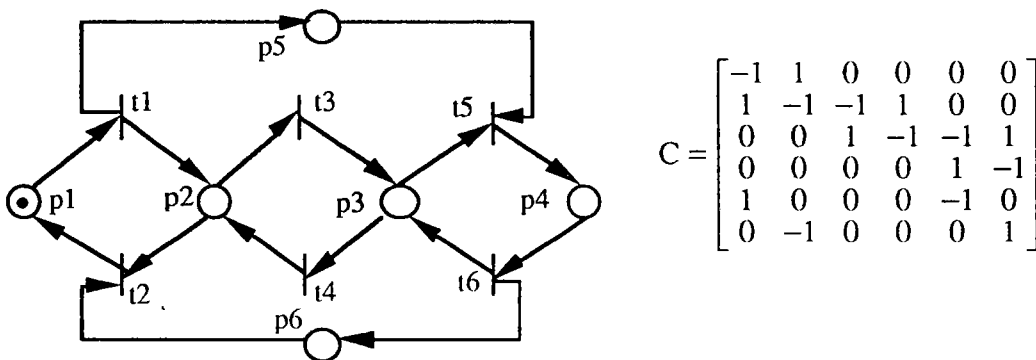 p5
t1 t3 t5
p1 p2 p3 p4
t2 t4 t6
p6
C =
−1 1 0 0 0 0
1 −1 −1 1 0 0
0 0 1 −1 −1 1
0 0 0 0 1 −1
1 0 0 0 −1 0
0 −1 0 0 0 1